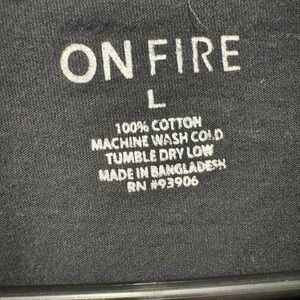 ON FIRE
L
100% COTTON
MACHINE WASH COLD
TUMBLE DRY LOW
MADE IN BANGLADESH
RN #93906